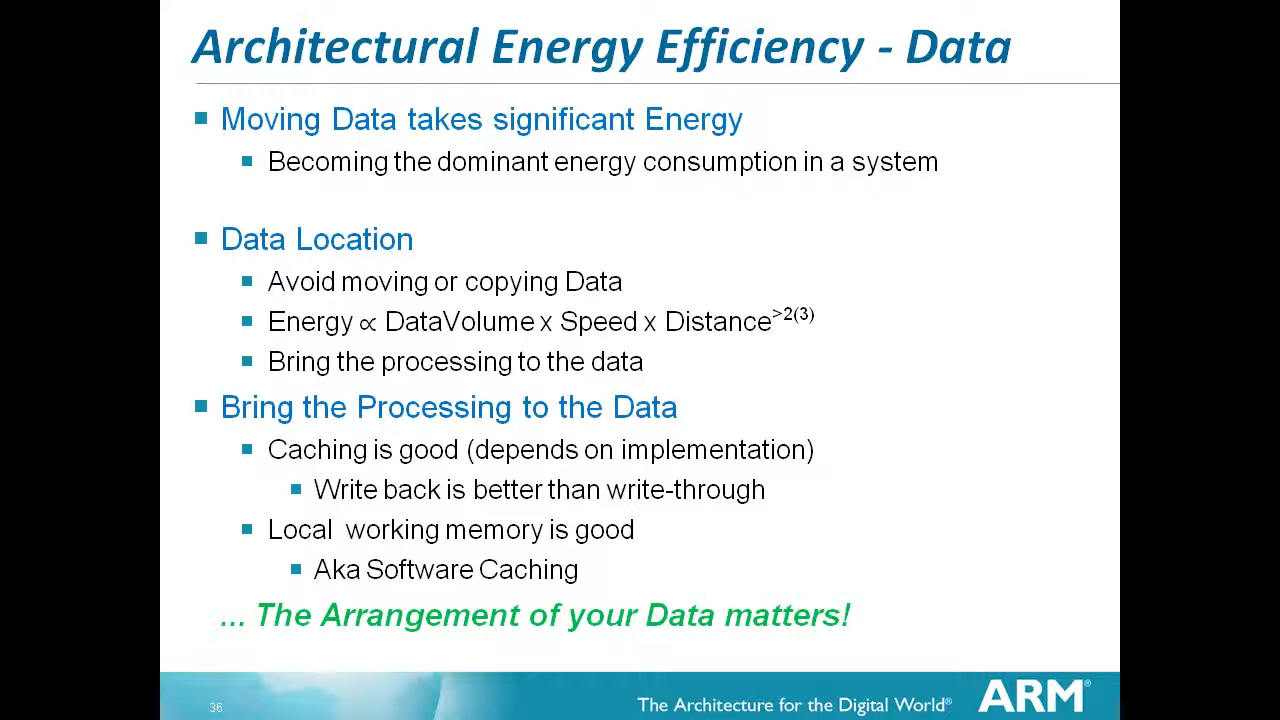 Architectural Energy Efficiency - Data
Moving Data takes significant Energy
Becoming the dominant energy consumption in a system
Data Location
Avoid moving or copying Data
Energy ∝ DataVolume x Speed x Distance>2(3)
Bring the processing to the data
Bring the Processing to the Data
Caching is good (depends on implementation)
Write back is better than write-through
Local working memory is good
Aka Software Caching
... The Arrangement of your Data matters!
36
The Architecture for the Digital World®
ARM®